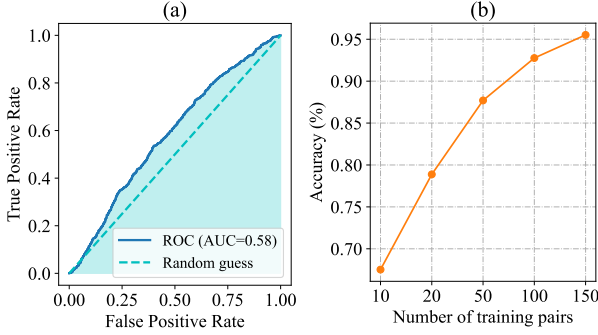 (a)
True Positive Rate
1.0
0.8
0.6
0.4
0.2
0.0
ROC (AUC=0.58)
Random guess
0.00 0.25 0.50 0.75 1.00
False Positive Rate
(b)
Accuracy (%)
0.95
0.90
0.85
0.80
0.75
0.70
10 20 50 100 150
Number of training pairs